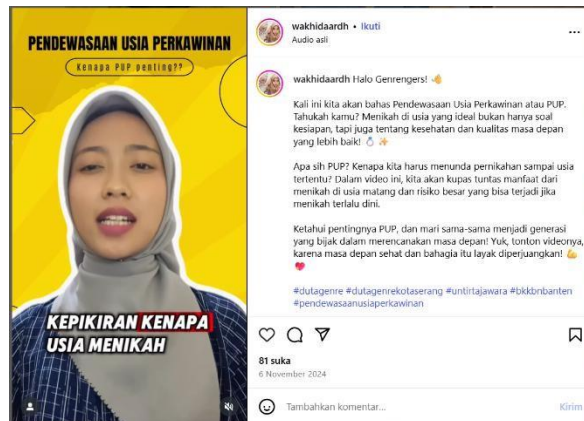 PENDEWASAAN USIA PERKAWINAN
Kenapa PUP penting??
KEPIKIRAN KENAPA
USIA MENIKAH
wakhidaardh • Ikuti
Audio asli
wakhidaardh Halo Genrengers!
Kali ini kita akan bahas Pendewasaan Usia Perkawinan atau PUP.
Tahukah kamu? Menikah di usia yang ideal bukan hanya soal
kesiapan, tapi juga tentang kesehatan dan kualitas masa depan
yang lebih baik!
Apa sih PUP? Kenapa kita harus menunda pernikahan sampai usia
tertentu? Dalam video ini, kita akan kupas tuntas manfaat dari
menikah di usia matang dan risiko besar yang bisa terjadi jika
menikah terlalu dini.
Ketahui pentingnya PUP, dan mari sama-sama menjadi generasi
yang bijak dalam merencanakan masa depan! Yuk, tonton videonya,
karena masa depan sehat dan bahagia itu layak diperjuangkan!
#dutagenre #dutagenrekotaserang #untirtajawara #bkkbnbanten
#pendewasaanusiaperkawinan
81 suka
6 November 2024
Tambahkan komentar...
Kirim